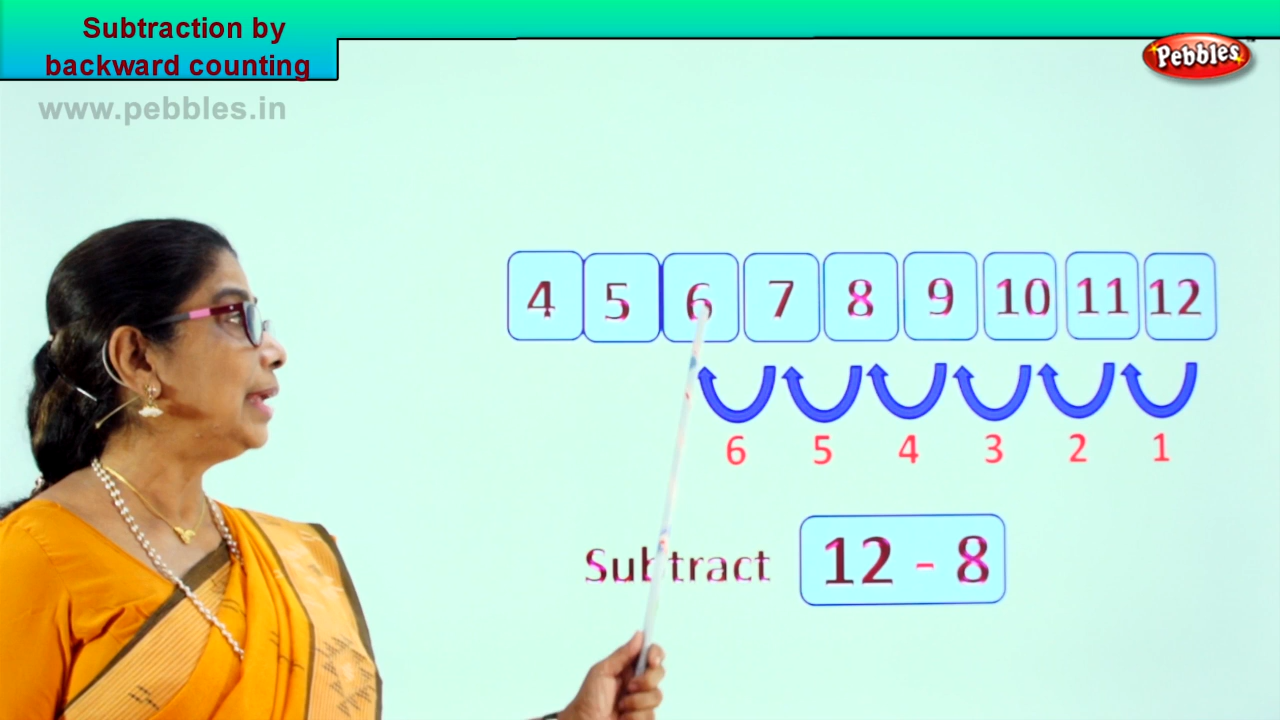 Subtraction by
backward counting
Pebbles
www.pebbles.in
4 5 6 7 8 9 10 11 12
6 5 4 3 2 1
Subtract 12 - 8